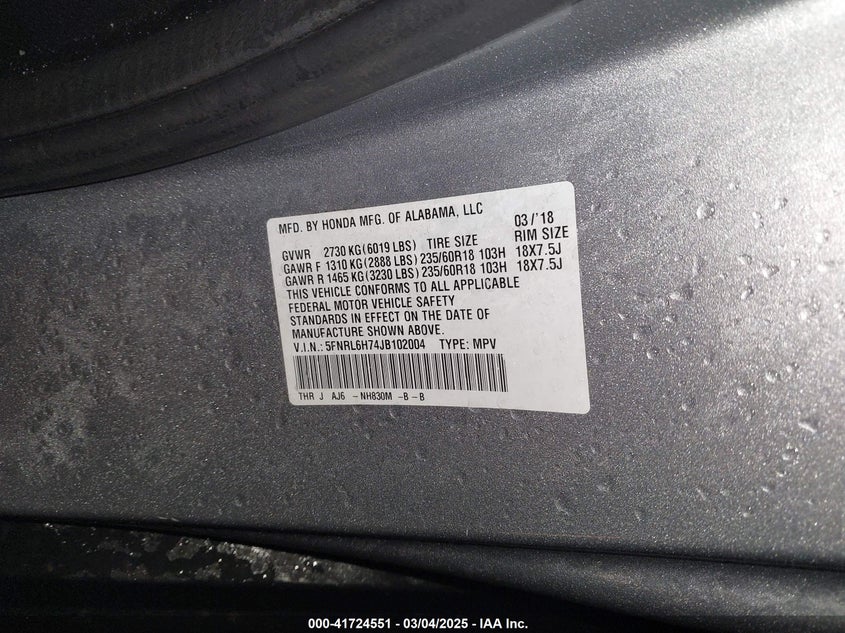 MFD. BY HONDA MFG. OF ALABAMA, LLC 03/'18
GVWR 2730 KG (6019 LBS) TIRE SIZE RIM SIZE
GAWR F 1310 KG (2888 LBS) 235/60R18 103H 18X7.5J
GAWR R 1465 KG (3230 LBS) 235/60R18 103H 18X7.5J
THIS VEHICLE CONFORMS TO ALL APPLICABLE
FEDERAL MOTOR VEHICLE SAFETY
STANDARDS IN EFFECT ON THE DATE OF
MANUFACTURE SHOWN ABOVE.
V.I.N.: 5FNRL6H74JB102004 TYPE: MPV
THR J AJ6 - NH830M - B - B
000-41724551 — 03/04/2025 — IAA Inc.